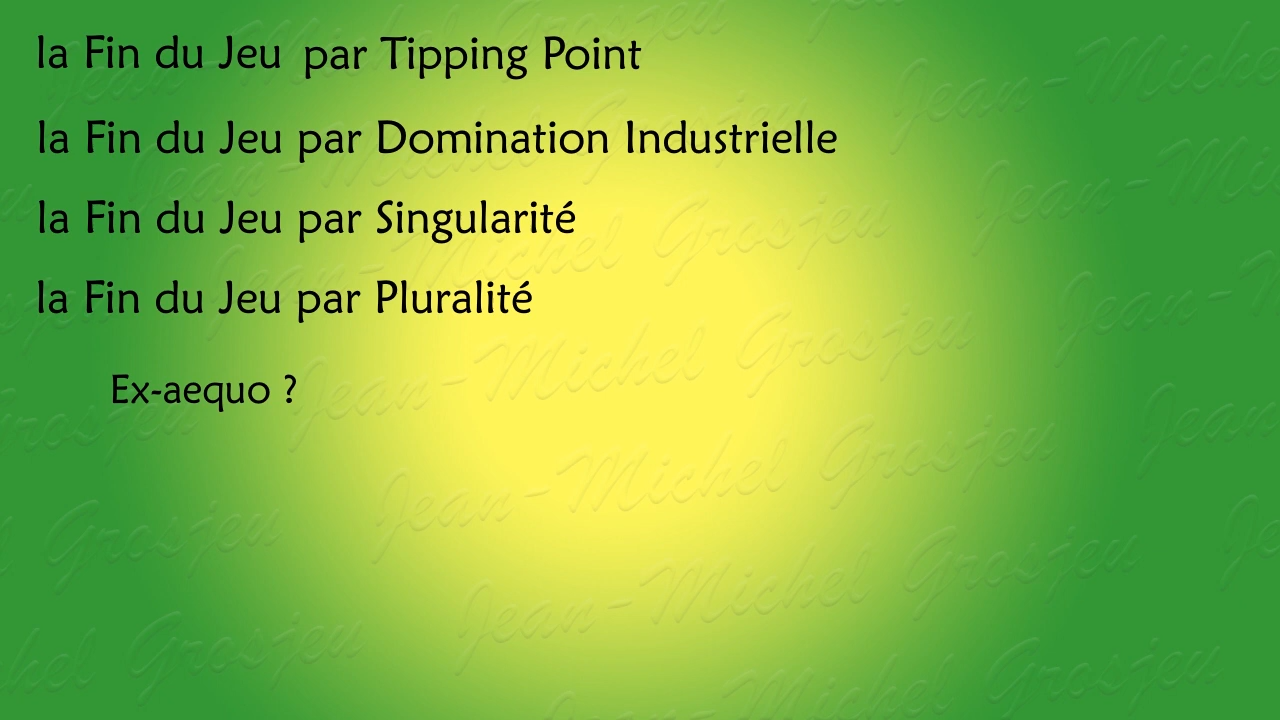 la Fin du Jeu par Tipping Point
la Fin du Jeu par Domination Industrielle
la Fin du Jeu par Singularité
la Fin du Jeu par Pluralité
Ex-aequo ?
Jean-Michel Grosjeu